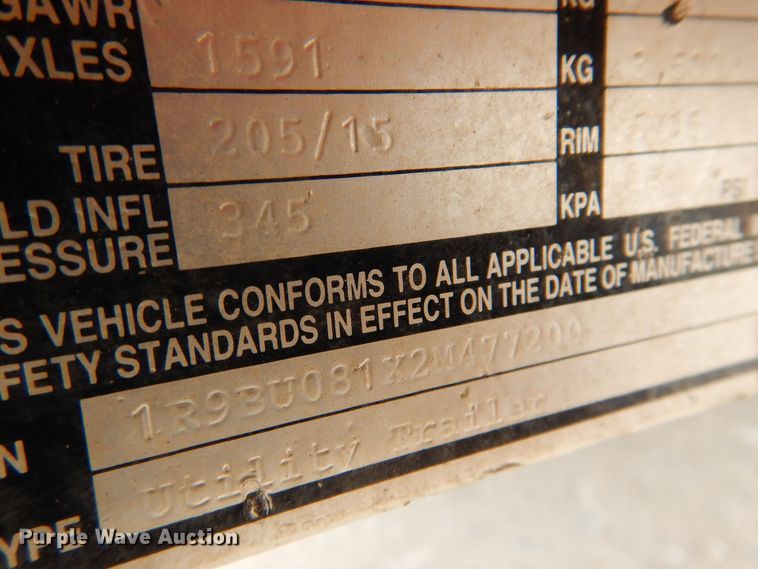 GAWR KG
AXLES 1591 KG
TIRE 205/15 RIM
LD INFL
ESSURE 345 KPA PSI
S VEHICLE CONFORMS TO ALL APPLICABLE U.S. FEDERAL
FETY STANDARDS IN EFFECT ON THE DATE OF MANUFACTURE
N 1R9BU081X2M477200
YPE Utility Trailer
Purple Wave Auction